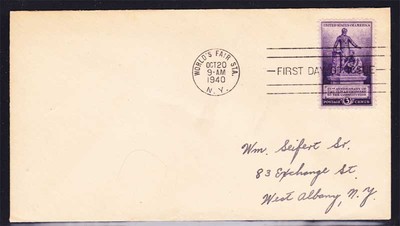 WORLD'S FAIR STA.
OCT 20
9-AM
1940
N.Y.
FIRST DAY OF ISSUE
UNITED STATES OF AMERICA
POSTAGE 3 CENTS
Wm. Seifert Sr.
83 Exchange St.
West Albany, N.Y.